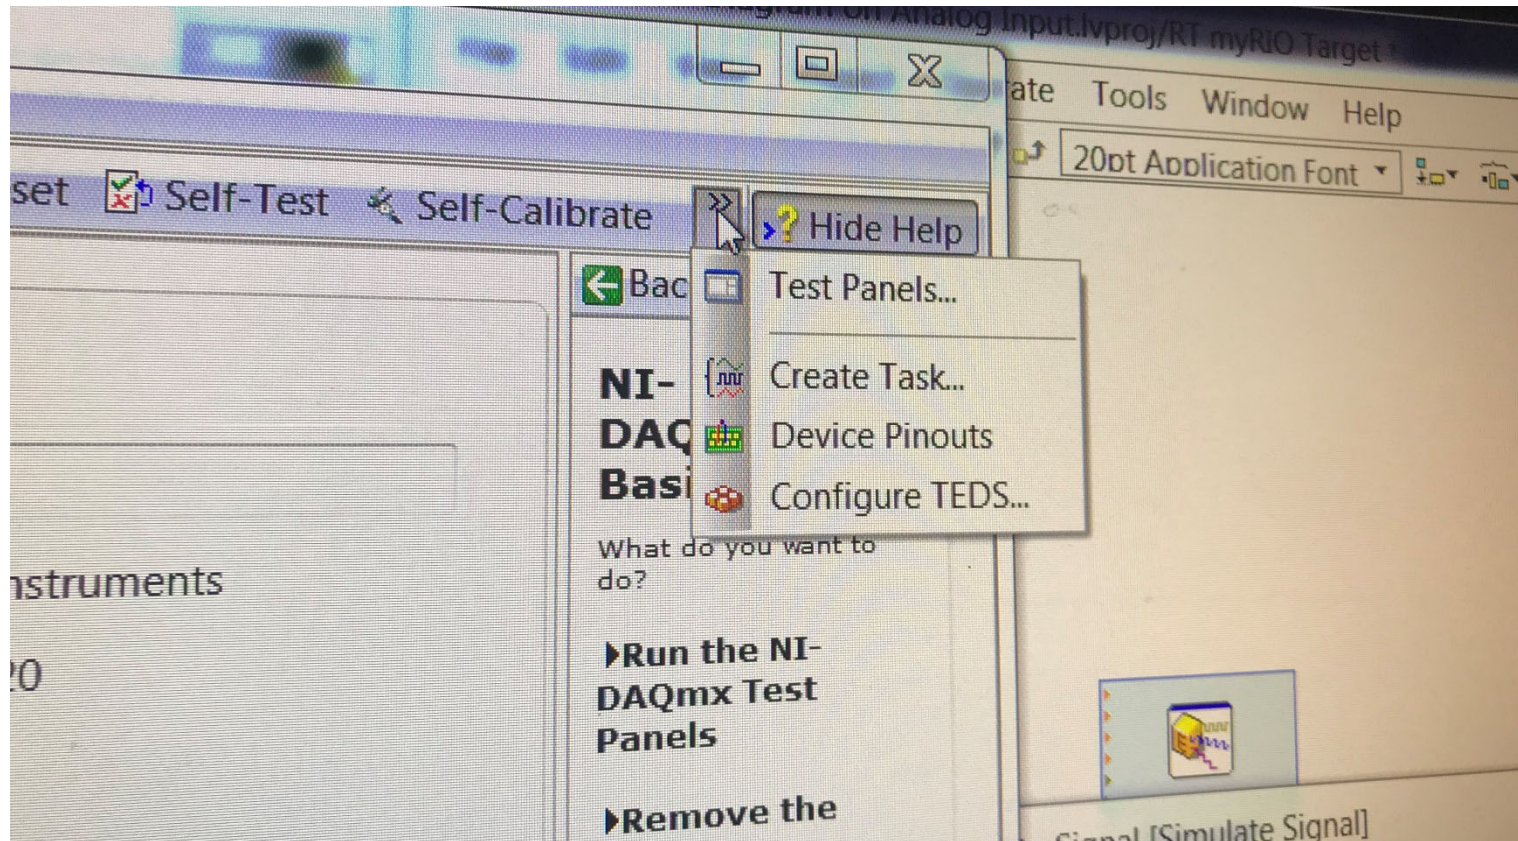 on Analog Input.lvproj/RT myRIO Target *
ate Tools Window Help
20pt Application Font
set Self-Test Self-Calibrate >> Hide Help
Bac
Test Panels...
Create Task...
Device Pinouts
Configure TEDS...
NI-
DAQ
Basi
What do you want to
do?
nstruments
Run the NI-
DAQmx Test
Panels
Remove the
Signal [Simulate Signal]